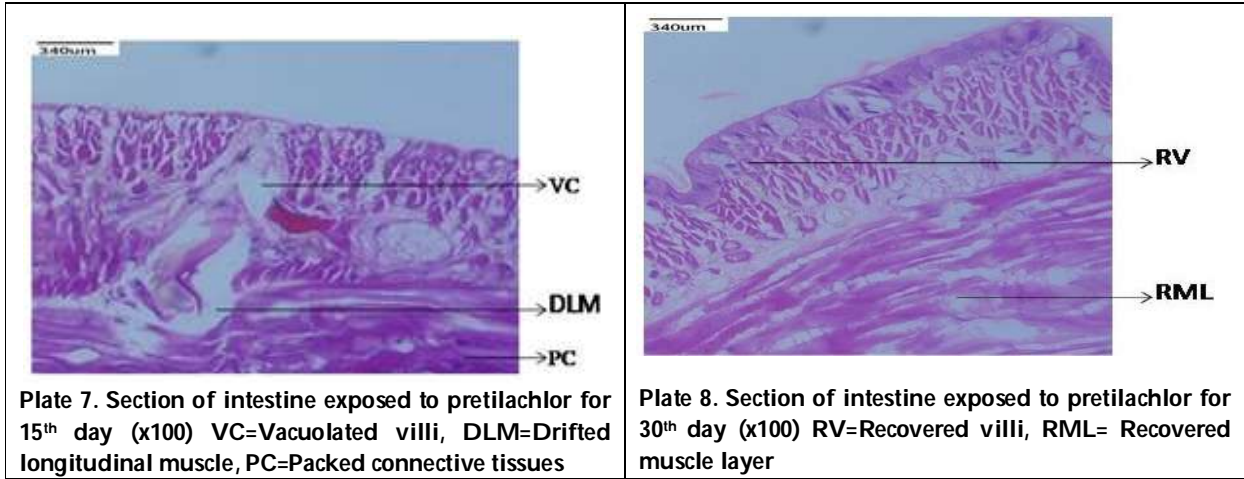 340um
VC
DLM
PC
Plate 7. Section of intestine exposed to pretilachlor for
15th day (x100) VC=Vacuolated villi, DLM=Drifted
longitudinal muscle, PC=Packed connective tissues
340um
RV
RML
Plate 8. Section of intestine exposed to pretilachlor for
30th day (x100) RV=Recovered villi, RML= Recovered
muscle layer